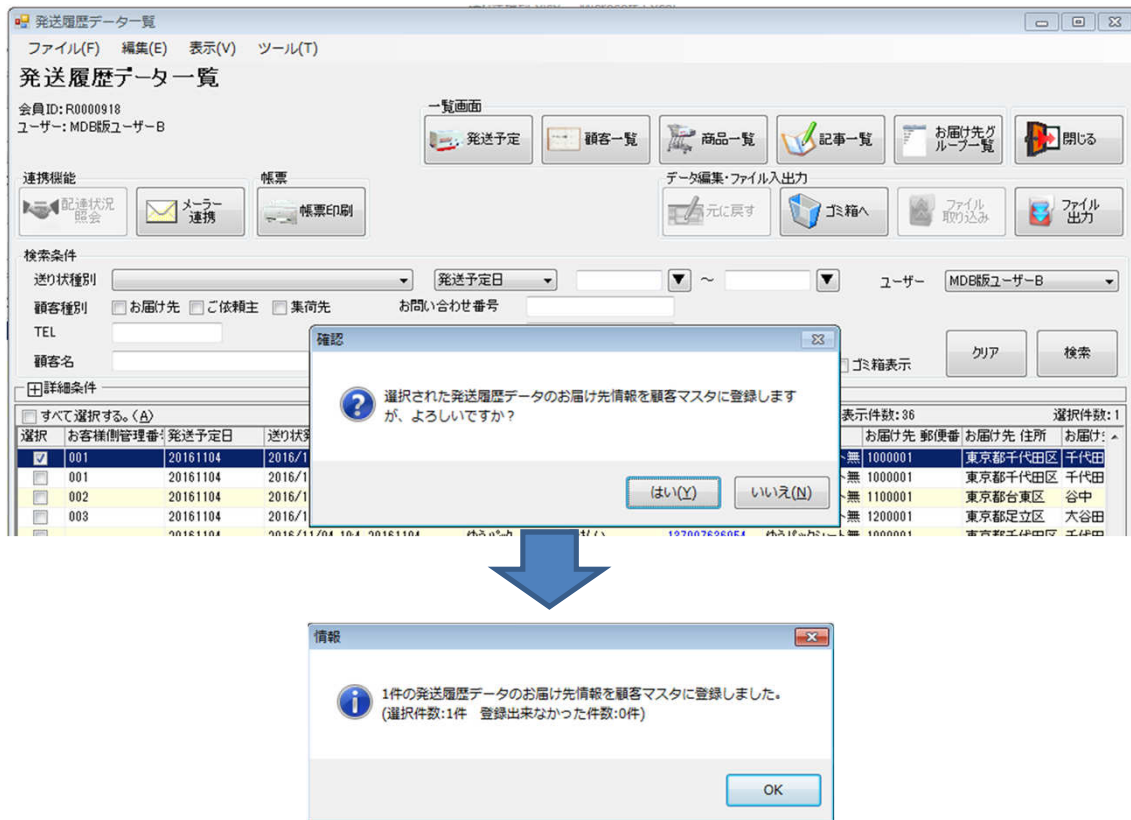 発送履歴データ一覧
ファイル(F) 編集(E) 表示(V) ツール(T)
発送履歴データ一覧
会員ID: R0000918
ユーザー: MDB版ユーザーB
一覧画面
発送予定 顧客一覧 商品一覧 記事一覧 お届け先グループ一覧 閉じる
連携機能 帳票 データ編集・ファイル入出力
配達状況照会 メーラー連携 帳票印刷 元に戻す ゴミ箱へ ファイル取り込み ファイル出力
検索条件
送り状種別 発送予定日 ～ ユーザー MDB版ユーザーB
顧客種別 お届け先 ご依頼主 集荷先 お問い合わせ番号
TEL
顧客名 ゴミ箱表示 クリア 検索
詳細条件
確認
選択された発送履歴データのお届け先情報を顧客マスタに登録します
が、よろしいですか？
はい(Y) いいえ(N)
すべて選択する。(A) 表示件数: 36 選択件数: 1
選択 お客様側管理番 発送予定日 送り状 お届け先 郵便番 お届け先 住所 お届け
001 20161104 2016/1 ト無 1000001 東京都千代田区 千代田
001 20161104 2016/1 ト無 1000001 東京都千代田区 千代田
002 20161104 2016/1 ト無 1100001 東京都台東区 谷中
003 20161104 2016/1 ト無 1200001 東京都足立区 大谷田
情報
1件の発送履歴データのお届け先情報を顧客マスタに登録しました。
(選択件数:1件 登録出来なかった件数:0件)
OK